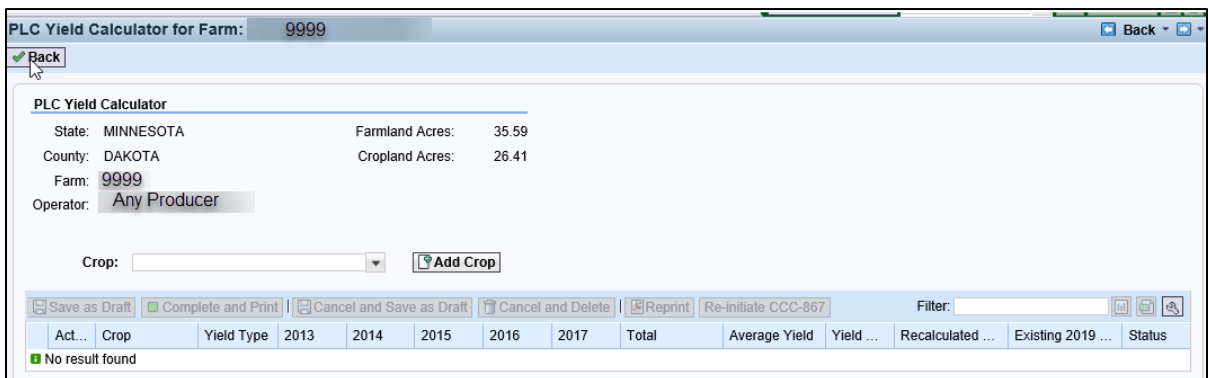 PLC Yield Calculator for Farm: 9999 Back
Back
PLC Yield Calculator
State: MINNESOTA Farmland Acres: 35.59
County: DAKOTA Cropland Acres: 26.41
Farm: 9999
Operator: Any Producer
Crop: Add Crop
Save as Draft Complete and Print | Cancel and Save as Draft Cancel and Delete | Reprint Re-initiate CCC-867 Filter:
Act... Crop Yield Type 2013 2014 2015 2016 2017 Total Average Yield Yield ... Recalculated ... Existing 2019 ... Status
No result found